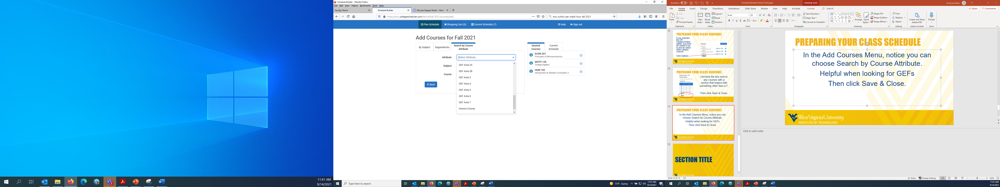 11:41 AM
9/14/2021
Schedule Builder - Mozilla Firefox
File Edit View History Bookmarks Tools Help
Faculty Home
Schedule Builder
Ellucian Degree Works - West V
https://wvu.collegescheduler.com/terms/Fall 2021/courses/add
wvu tuition per credit hour fall 2021
Plan Schedule
Shopping Cart (0)
Current Schedule (7)
Help
Sign out
Add Courses for Fall 2021
By Subject
DegreeWorks
Search by Course
Attribute
Attribute
Select Attribute...
Subject
Course
GEF Area 2A
GEF Area 2B
GEF Area 3
GEF Area 4
GEF Area 5
GEF Area 6
GEF Area 7
Honors Course
Back
Desired
Courses
Current
Schedule
ECON 201
Principles of Microeconomics
MATH 126
College Algebra
HUM 102
Introduction to Western Civilization 2
Type here to search
73°F Sunny
11:41 AM
9/14/2021
AutoSave Off
Schedule Builder Power Point.pptx
Drawing Tools
Amanda Baker
File Home Insert Design Transitions Animations Slide Show Review View Help Acrobat Format Search
Share
Comments
Paste
Cut
Copy
Format Painter
Clipboard
New
Slide
Reuse
Slides
Layout
Reset
Section
Slides
Arial
30
Font
Text Direction
Align Text
Convert to SmartArt
Paragraph
Arrange
Quick
Styles
Shape Fill
Shape Outline
Shape Effects
Drawing
Find
Replace
Select
Editing
Create and Share
Adobe PDF
Adobe Acrobat
Dictate
Voice
12
PREPARING YOUR CLASS SCHEDULE
If you selected
the Off
Campus/Online
option, you must
be careful to go
in and de-select
other campus
courses
Click Options
Courses
13
PREPARING YOUR CLASS SCHEDULE
Mathematics 126
College Algebra
Uncheck the box next to
any courses with a
section that begins with
something other than a T.
Then click Save & Close.
14
PREPARING YOUR CLASS SCHEDULE
In the Add Courses Menu, notice you can
choose Search by Course Attribute.
Helpful when looking for GEFs
Then click Save & Close.
15
SECTION TITLE
PREPARING YOUR CLASS SCHEDULE
In the Add Courses Menu, notice you can
choose Search by Course Attribute.
Helpful when looking for GEFs
Then click Save & Close.
WestVirginiaUniversity.
INSTITUTE OF TECHNOLOGY
Click to add notes
Slide 14 of 15
Notes
Display Settings
102%
11:41 AM
9/14/2021